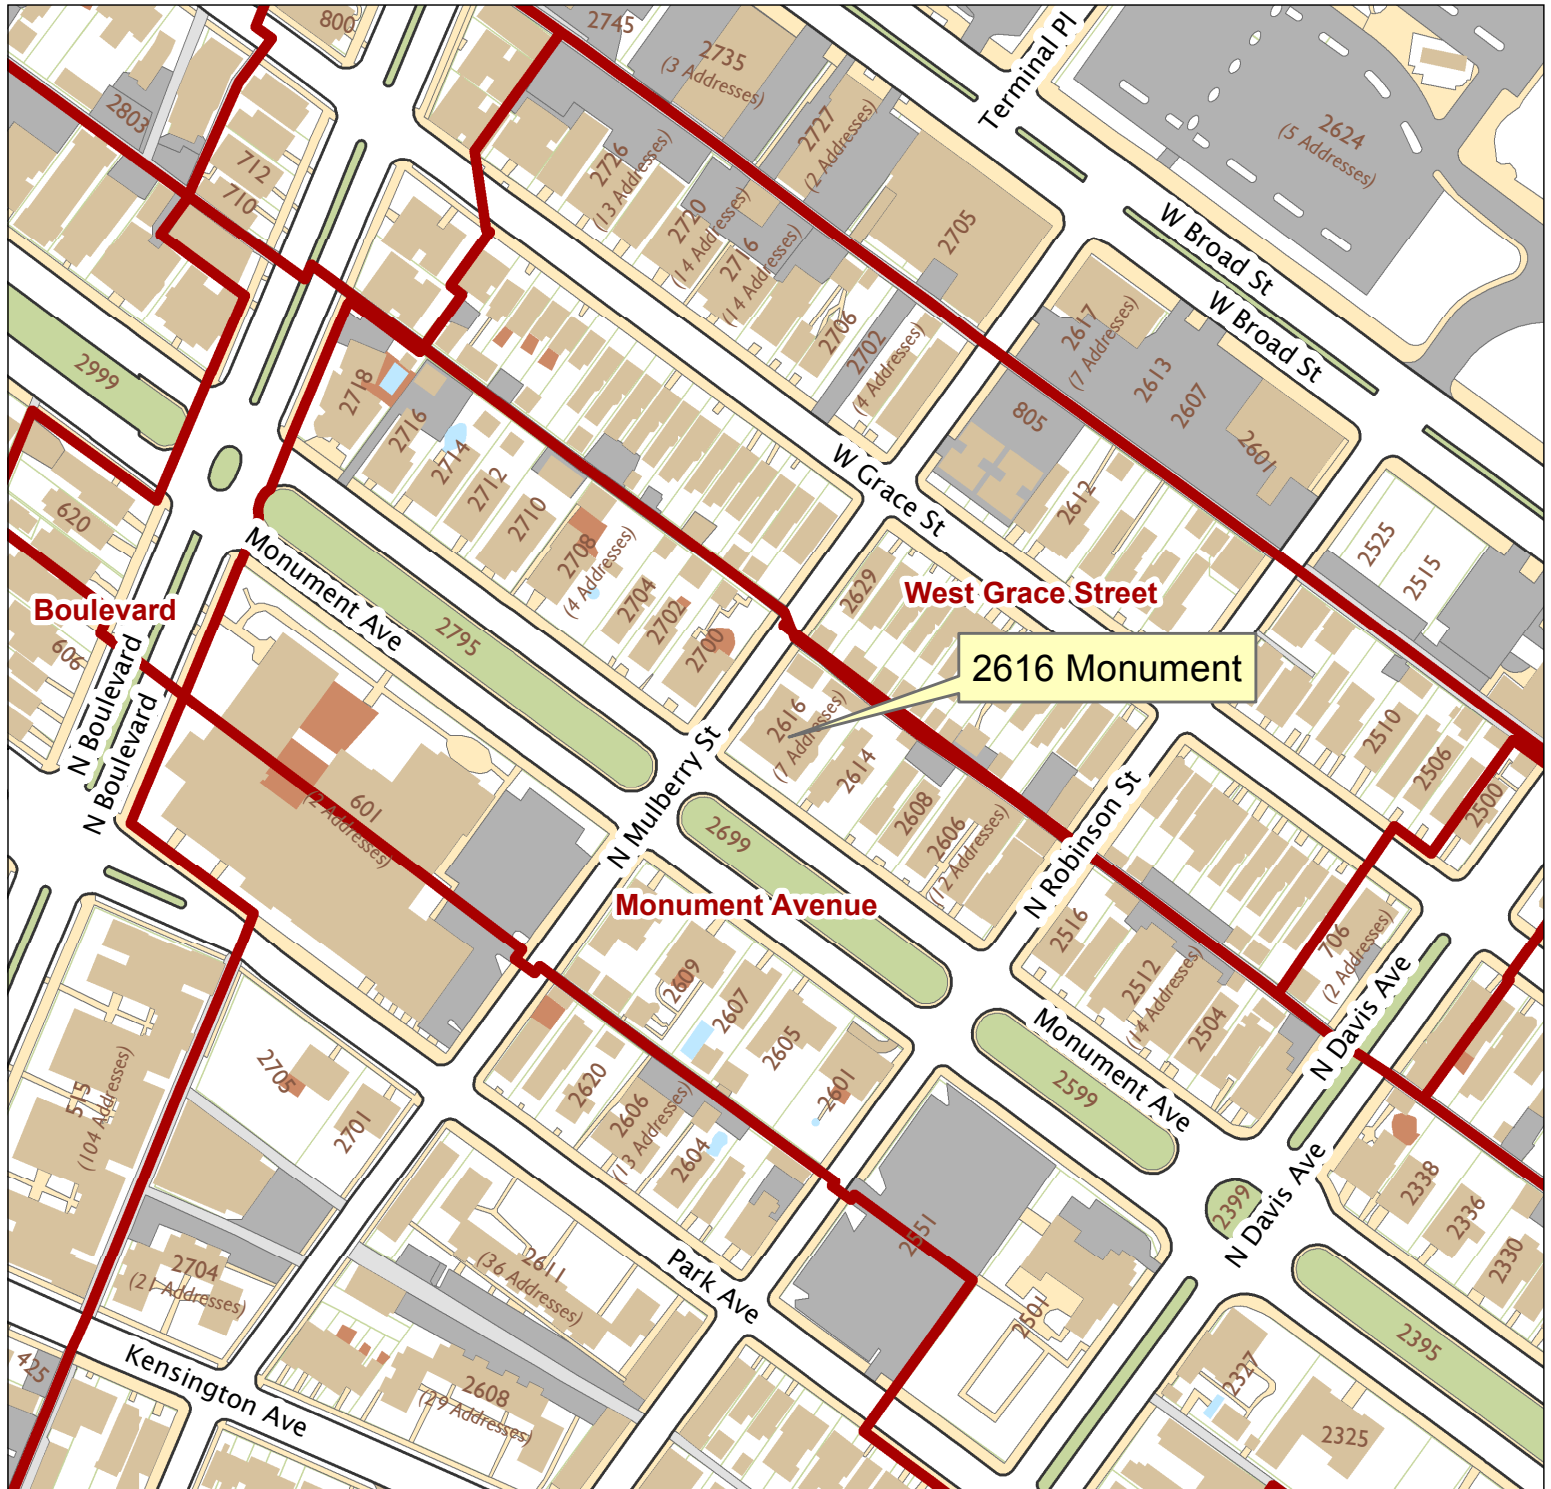 800
2745
2735
(3 Addresses)
Terminal Pl
2803
712
710
2726
(13 Addresses)
2727
(2 Addresses)
2624
(5 Addresses)
2720
(14 Addresses)
2716
(14 Addresses)
2705
W Broad St
W Broad St
2706
2702
(4 Addresses)
2617
(7 Addresses)
2613
2607
805
2601
2999
2718
2716
2714
2712
2710
2708
(4 Addresses)
2704
2702
2700
W Grace St
2612
2525
2515
620
Monument Ave
2795
Boulevard
606
N Boulevard
N Boulevard
2629
West Grace Street
2616 Monument
2616
(7 Addresses)
2614
2608
2606
(12 Addresses)
2510
2506
2500
601
(2 Addresses)
N Mulberry St
2699
N Robinson St
Monument Avenue
2516
2512
(14 Addresses)
2504
706
(2 Addresses)
N Davis Ave
2609
2607
2605
2601
Monument Ave
2599
2620
2606
(13 Addresses)
2604
515
(104 Addresses)
2705
2701
2704
(21 Addresses)
2611
(36 Addresses)
Park Ave
2551
2501
2399
N Davis Ave
2338
2336
2330
2395
2327
2325
425
Kensington Ave
2608
(29 Addresses)